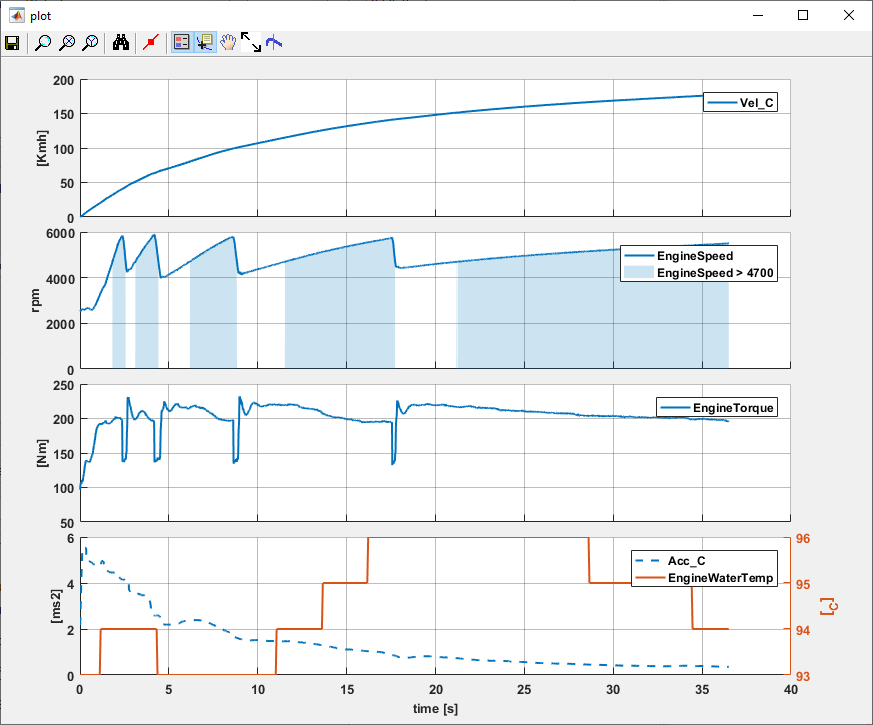 plot
200
150
100
50
0
[Kmh]
Vel_C
6000
4000
2000
0
rpm
EngineSpeed
EngineSpeed > 4700
250
200
150
100
50
[Nm]
EngineTorque
6
4
2
0
[ms2]
Acc_C
EngineWaterTemp
96
95
94
93
[C]
0 5 10 15 20 25 30 35 40
time [s]